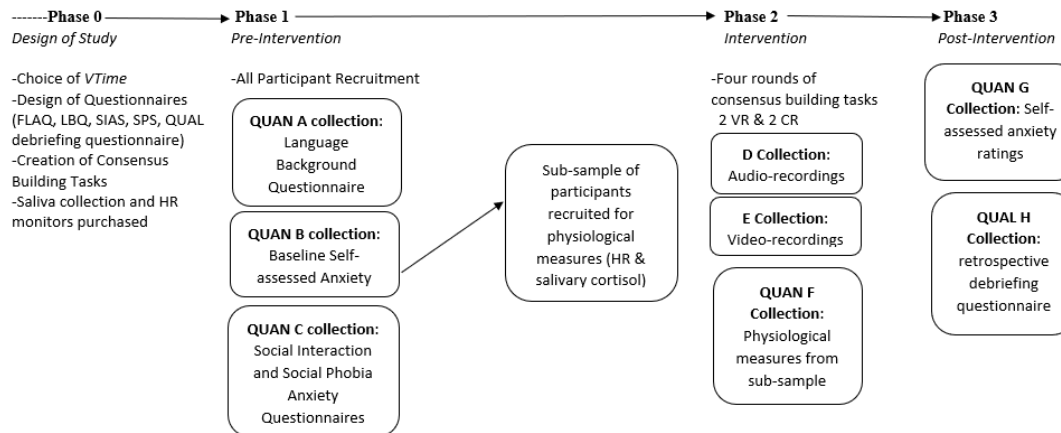 -------Phase 0
Design of Study
-Choice of VTime
-Design of Questionnaires
(FLAQ, LBQ, SIAS, SPS, QUAL
debriefing questionnaire)
-Creation of Consensus
Building Tasks
-Saliva collection and HR
monitors purchased
Phase 1
Pre-Intervention
-All Participant Recruitment
QUAN A collection:
Language
Background
Questionnaire
QUAN B collection:
Baseline Self-
assessed Anxiety
QUAN C collection:
Social Interaction
and Social Phobia
Anxiety
Questionnaires
Sub-sample of
participants
recruited for
physiological
measures (HR &
salivary cortisol)
Phase 2
Intervention
-Four rounds of
consensus building tasks
2 VR & 2 CR
D Collection:
Audio-recordings
E Collection:
Video-recordings
QUAN F
Collection:
Physiological
measures from
sub-sample
Phase 3
Post-Intervention
QUAN G
Collection: Self-
assessed anxiety
ratings
QUAL H
Collection:
retrospective
debriefing
questionnaire